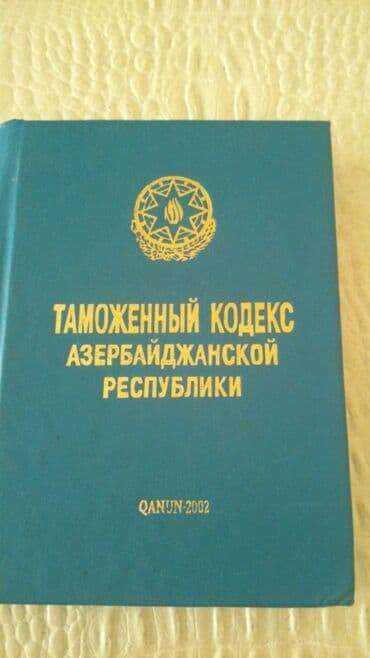 ТАМОЖЕННЫЙ КОДЕКС
АЗЕРБАЙДЖАНСКОЙ
РЕСПУБЛИКИ
QANUN-2002